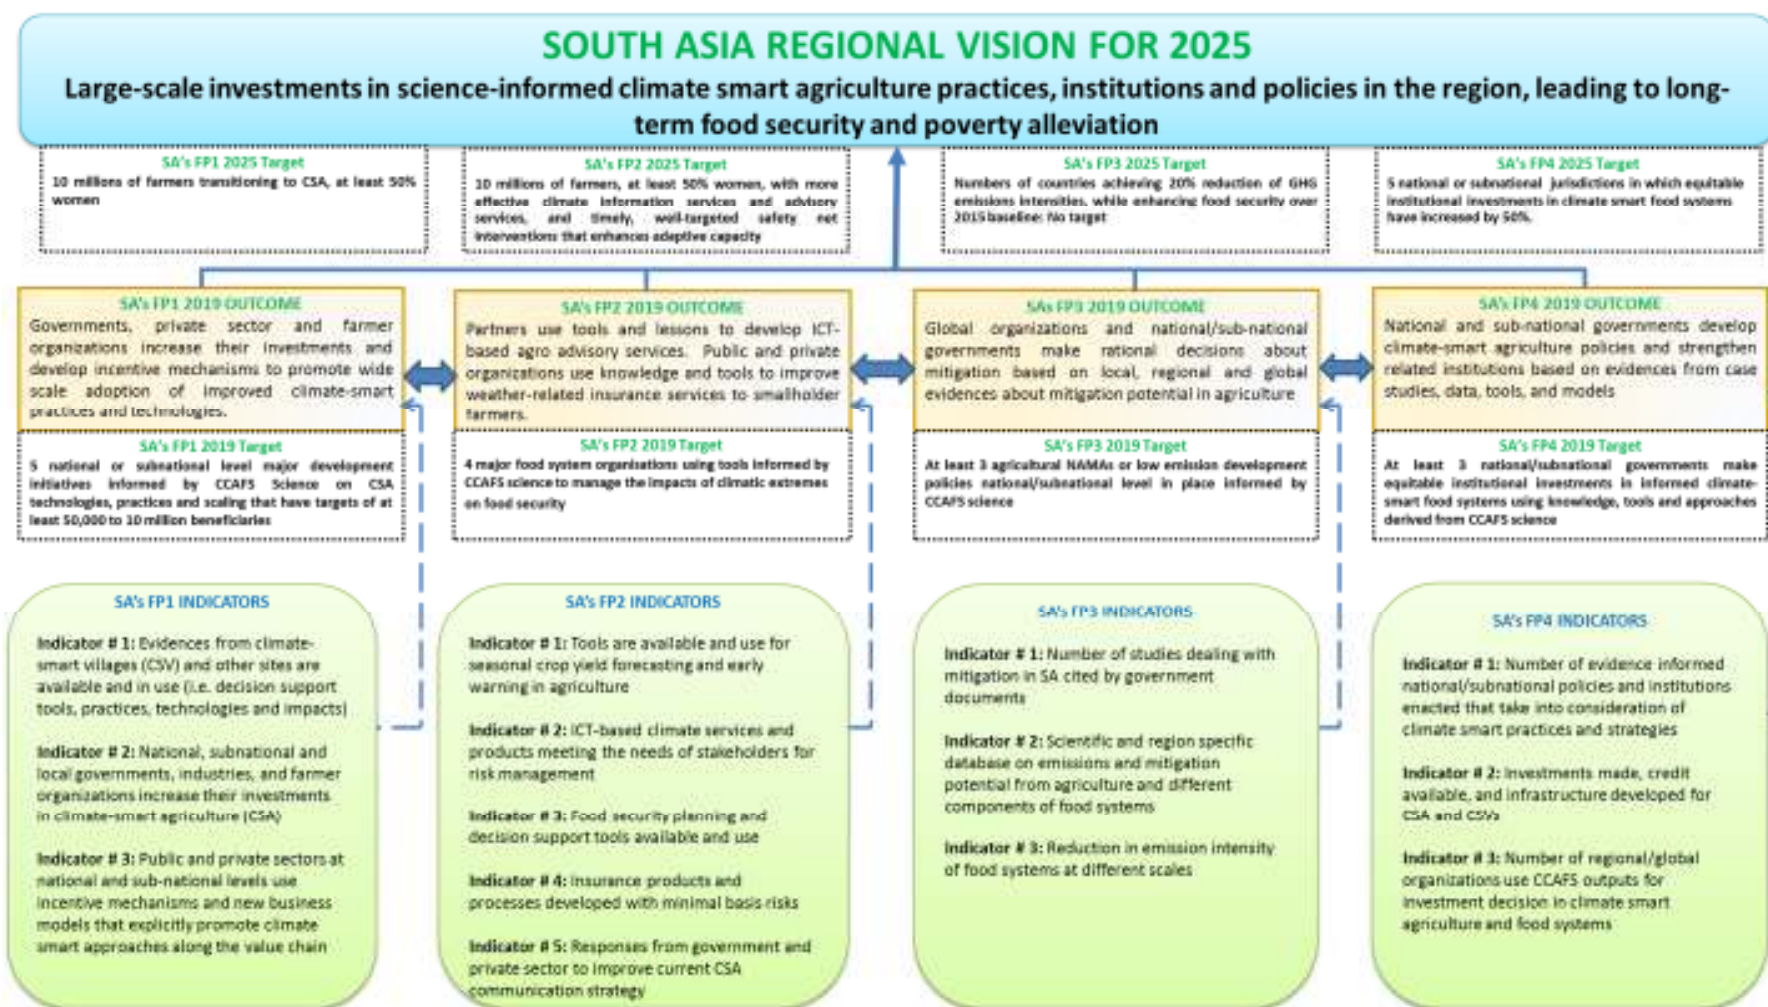 SOUTH ASIA REGIONAL VISION FOR 2025
Large-scale investments in science-informed climate smart agriculture practices, institutions and policies in the region, leading to long-
term food security and poverty alleviation
SA's FP1 2025 Target
10 millions of farmers transitioning to CSA, at least 50%
women
SA's FP2 2025 Target
10 millions of farmers, at least 50% women, with more
effective climate information services and advisory
services, and timely, well-targeted safety net
interventions that enhances adaptive capacity
SA's FP3 2025 Target
Numbers of countries achieving 20% reduction of GHG
emissions intensities, while enhancing food security over
2015 baseline: No target
SA's FP4 2025 Target
5 national or subnational jurisdictions in which equitable
institutional investments in climate smart food systems
have increased by 50%.
SA's FP1 2019 OUTCOME
Governments, private sector and farmer
organizations increase their investments and
develop incentive mechanisms to promote wide
scale adoption of improved climate-smart
practices and technologies.
SA's FP2 2019 OUTCOME
Partners use tools and lessons to develop ICT-
based agro advisory services. Public and private
organizations use knowledge and tools to improve
weather-related insurance services to smallholder
farmers.
SAs FP3 2019 OUTCOME
Global organizations and national/sub-national
governments make rational decisions about
mitigation based on local, regional and global
evidences about mitigation potential in agriculture
SA's FP4 2019 OUTCOME
National and sub-national governments develop
climate-smart agriculture policies and strengthen
related institutions based on evidences from case
studies, data, tools, and models
SA's FP1 2019 Target
5 national or subnational level major development
initiatives informed by CCAFS Science on CSA
technologies, practices and scaling that have targets of at
least 50,000 to 10 million beneficiaries
SA's FP2 2019 Target
4 major food system organisations using tools informed by
CCAFS science to manage the impacts of climatic extremes
on food security
SA's FP3 2019 Target
At least 3 agricultural NAMAs or low emission development
policies national/subnational level in place informed by
CCAFS science
SA's FP4 2019 Target
At least 3 national/subnational governments make
equitable institutional investments in informed climate-
smart food systems using knowledge, tools and approaches
derived from CCAFS science
SA's FP1 INDICATORS
Indicator # 1: Evidences from climate-
smart villages (CSV) and other sites are
available and in use (i.e. decision support
tools, practices, technologies and impacts)
Indicator # 2: National, subnational and
local governments, industries, and farmer
organizations increase their investments
in climate-smart agriculture (CSA)
Indicator # 3: Public and private sectors at
national and sub-national levels use
incentive mechanisms and new business
models that explicitly promote climate
smart approaches along the value chain
SA's FP2 INDICATORS
Indicator # 1: Tools are available and use for
seasonal crop yield forecasting and early
warning in agriculture
Indicator # 2: ICT-based climate services and
products meeting the needs of stakeholders for
risk management
Indicator # 3: Food security planning and
decision support tools available and use
Indicator # 4: Insurance products and
processes developed with minimal basis risks
Indicator # 5: Responses from government and
private sector to improve current CSA
communication strategy
SA's FP3 INDICATORS
Indicator # 1: Number of studies dealing with
mitigation in SA cited by government
documents
Indicator # 2: Scientific and region specific
database on emissions and mitigation
potential from agriculture and different
components of food systems
Indicator # 3: Reduction in emission intensity
of food systems at different scales
SA's FP4 INDICATORS
Indicator # 1: Number of evidence informed
national/subnational policies and institutions
enacted that take into consideration of
climate smart practices and strategies
Indicator # 2: Investments made, credit
available, and infrastructure developed for
CSA and CSVs
Indicator # 3: Number of regional/global
organizations use CCAFS outputs for
investment decision in climate smart
agriculture and food systems